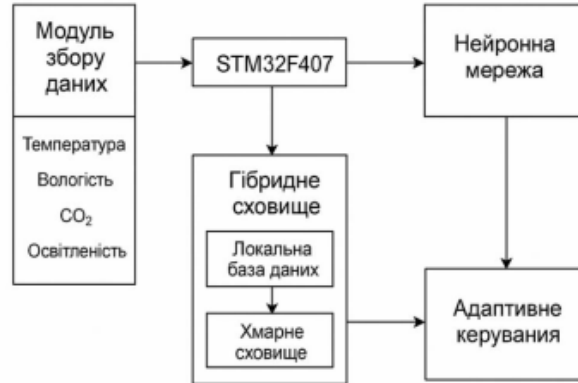 Модуль
збору
даних
Температура
Вологість
CO₂
Освітленість
STM32F407
Нейронна
мережа
Гібридне
сховище
Локальна
база даних
Хмарне
сховище
Адаптивне
керування